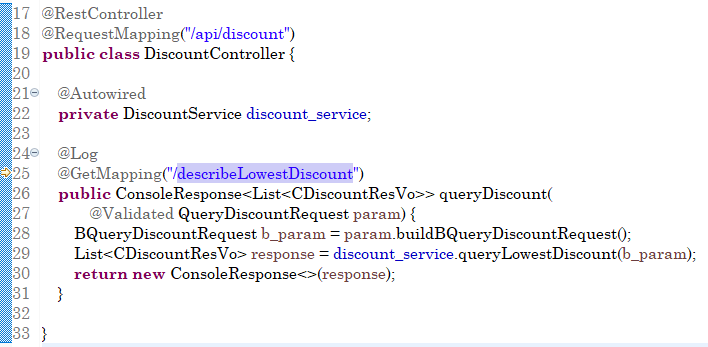 17 @RestController
18 @RequestMapping("/api/discount")
19 public class DiscountController {
20
21 @Autowired
22 private DiscountService discount_service;
23
24 @Log
25 @GetMapping("/describeLowestDiscount")
26 public ConsoleResponse<List<CDiscountResVo>> queryDiscount(
27 @Validated QueryDiscountRequest param) {
28 BQueryDiscountRequest b_param = param.buildBQueryDiscountRequest();
29 List<CDiscountResVo> response = discount_service.queryLowestDiscount(b_param);
30 return new ConsoleResponse<>(response);
31 }
32
33 }